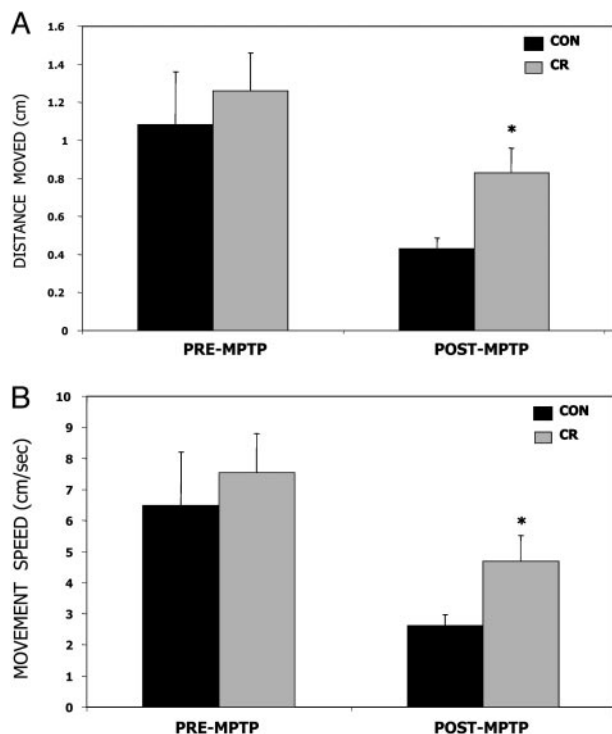 A
DISTANCE MOVED (cm)
1.6
1.4
1.2
1
0.8
0.6
0.4
0.2
0
CON
CR
*
PRE-MPTP
POST-MPTP
B
MOVEMENT SPEED (cm/sec)
10
9
8
7
6
5
4
3
2
1
0
CON
CR
*
PRE-MPTP
POST-MPTP